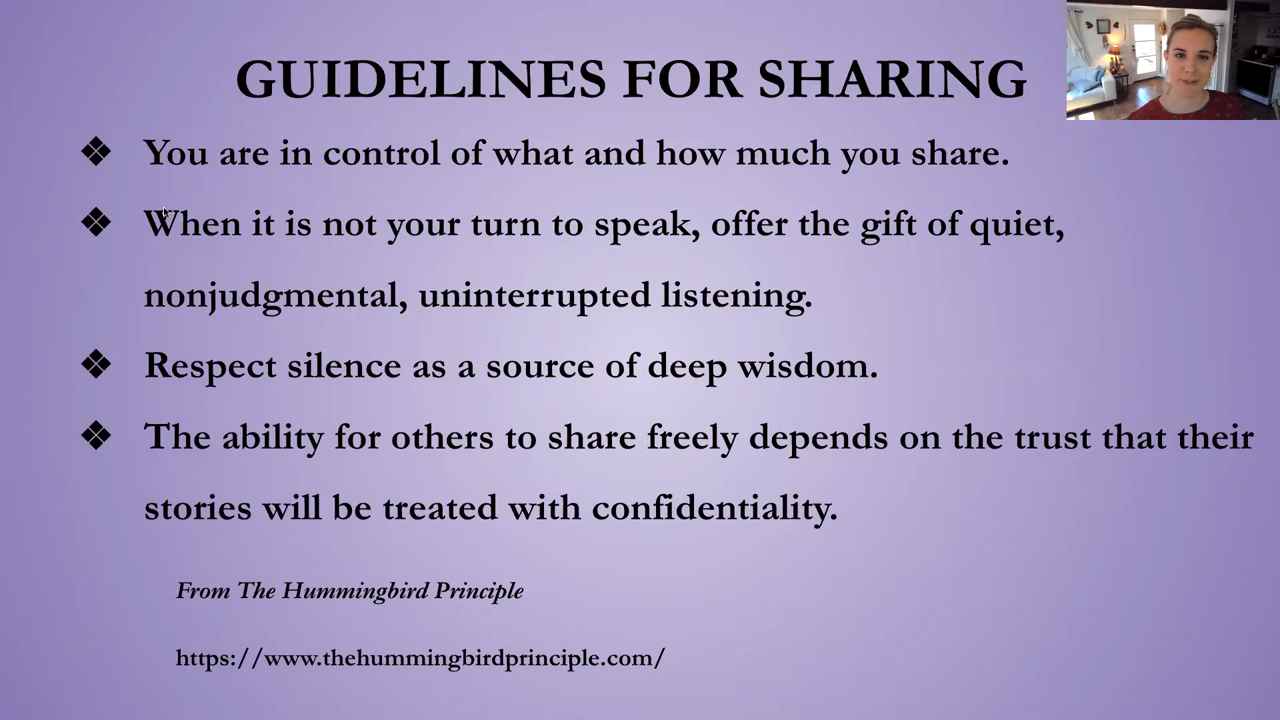 GUIDELINES FOR SHARING
❖ You are in control of what and how much you share.
❖ When it is not your turn to speak, offer the gift of quiet,
nonjudgmental, uninterrupted listening.
❖ Respect silence as a source of deep wisdom.
❖ The ability for others to share freely depends on the trust that their
stories will be treated with confidentiality.
From The Hummingbird Principle
https://www.thehummingbirdprinciple.com/